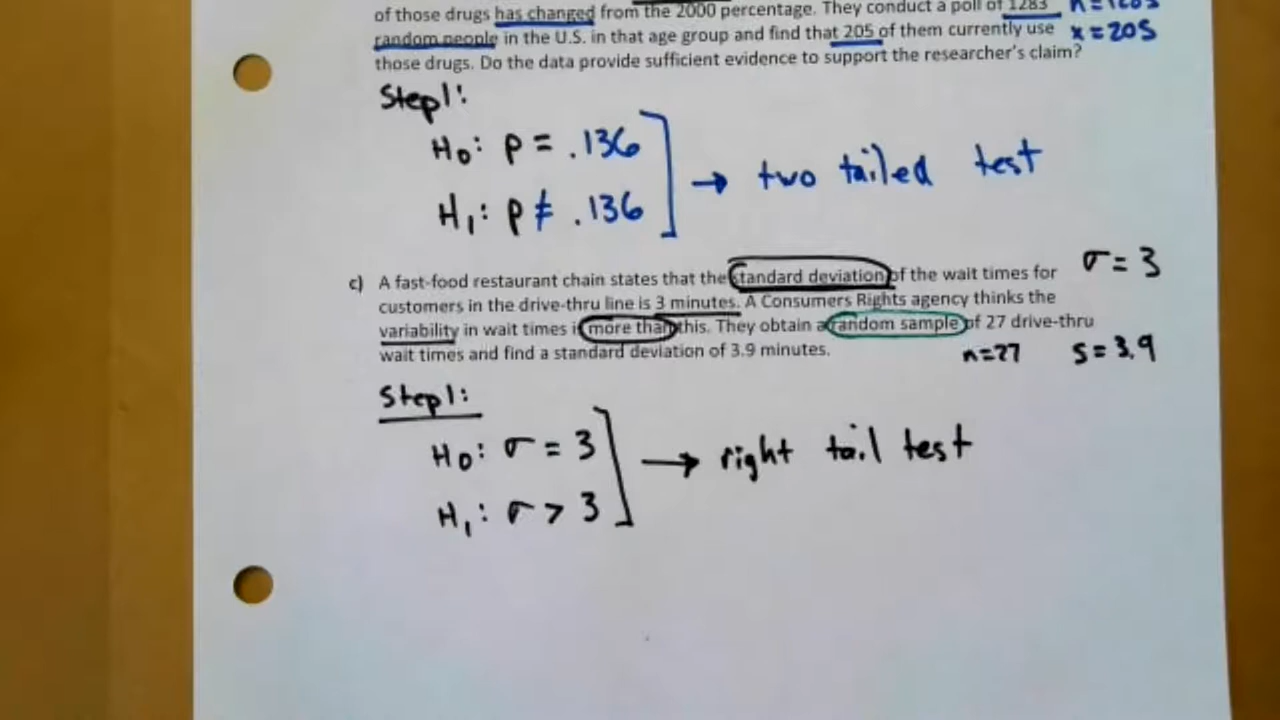 of those drugs has changed from the 2000 percentage. They conduct a poll of 1283 n=1283
random people in the U.S. in that age group and find that 205 of them currently use x=205
those drugs. Do the data provide sufficient evidence to support the researcher's claim?
Step 1:
H₀: p = .136
H₁: p ≠ .136
→ two tailed test
c) A fast-food restaurant chain states that the standard deviation of the wait times for σ = 3
customers in the drive-thru line is 3 minutes. A Consumers Rights agency thinks the
variability in wait times is more than this. They obtain a random sample of 27 drive-thru
wait times and find a standard deviation of 3.9 minutes. n=27 s=3.9
Step 1:
H₀: σ = 3
H₁: σ > 3
→ right tail test